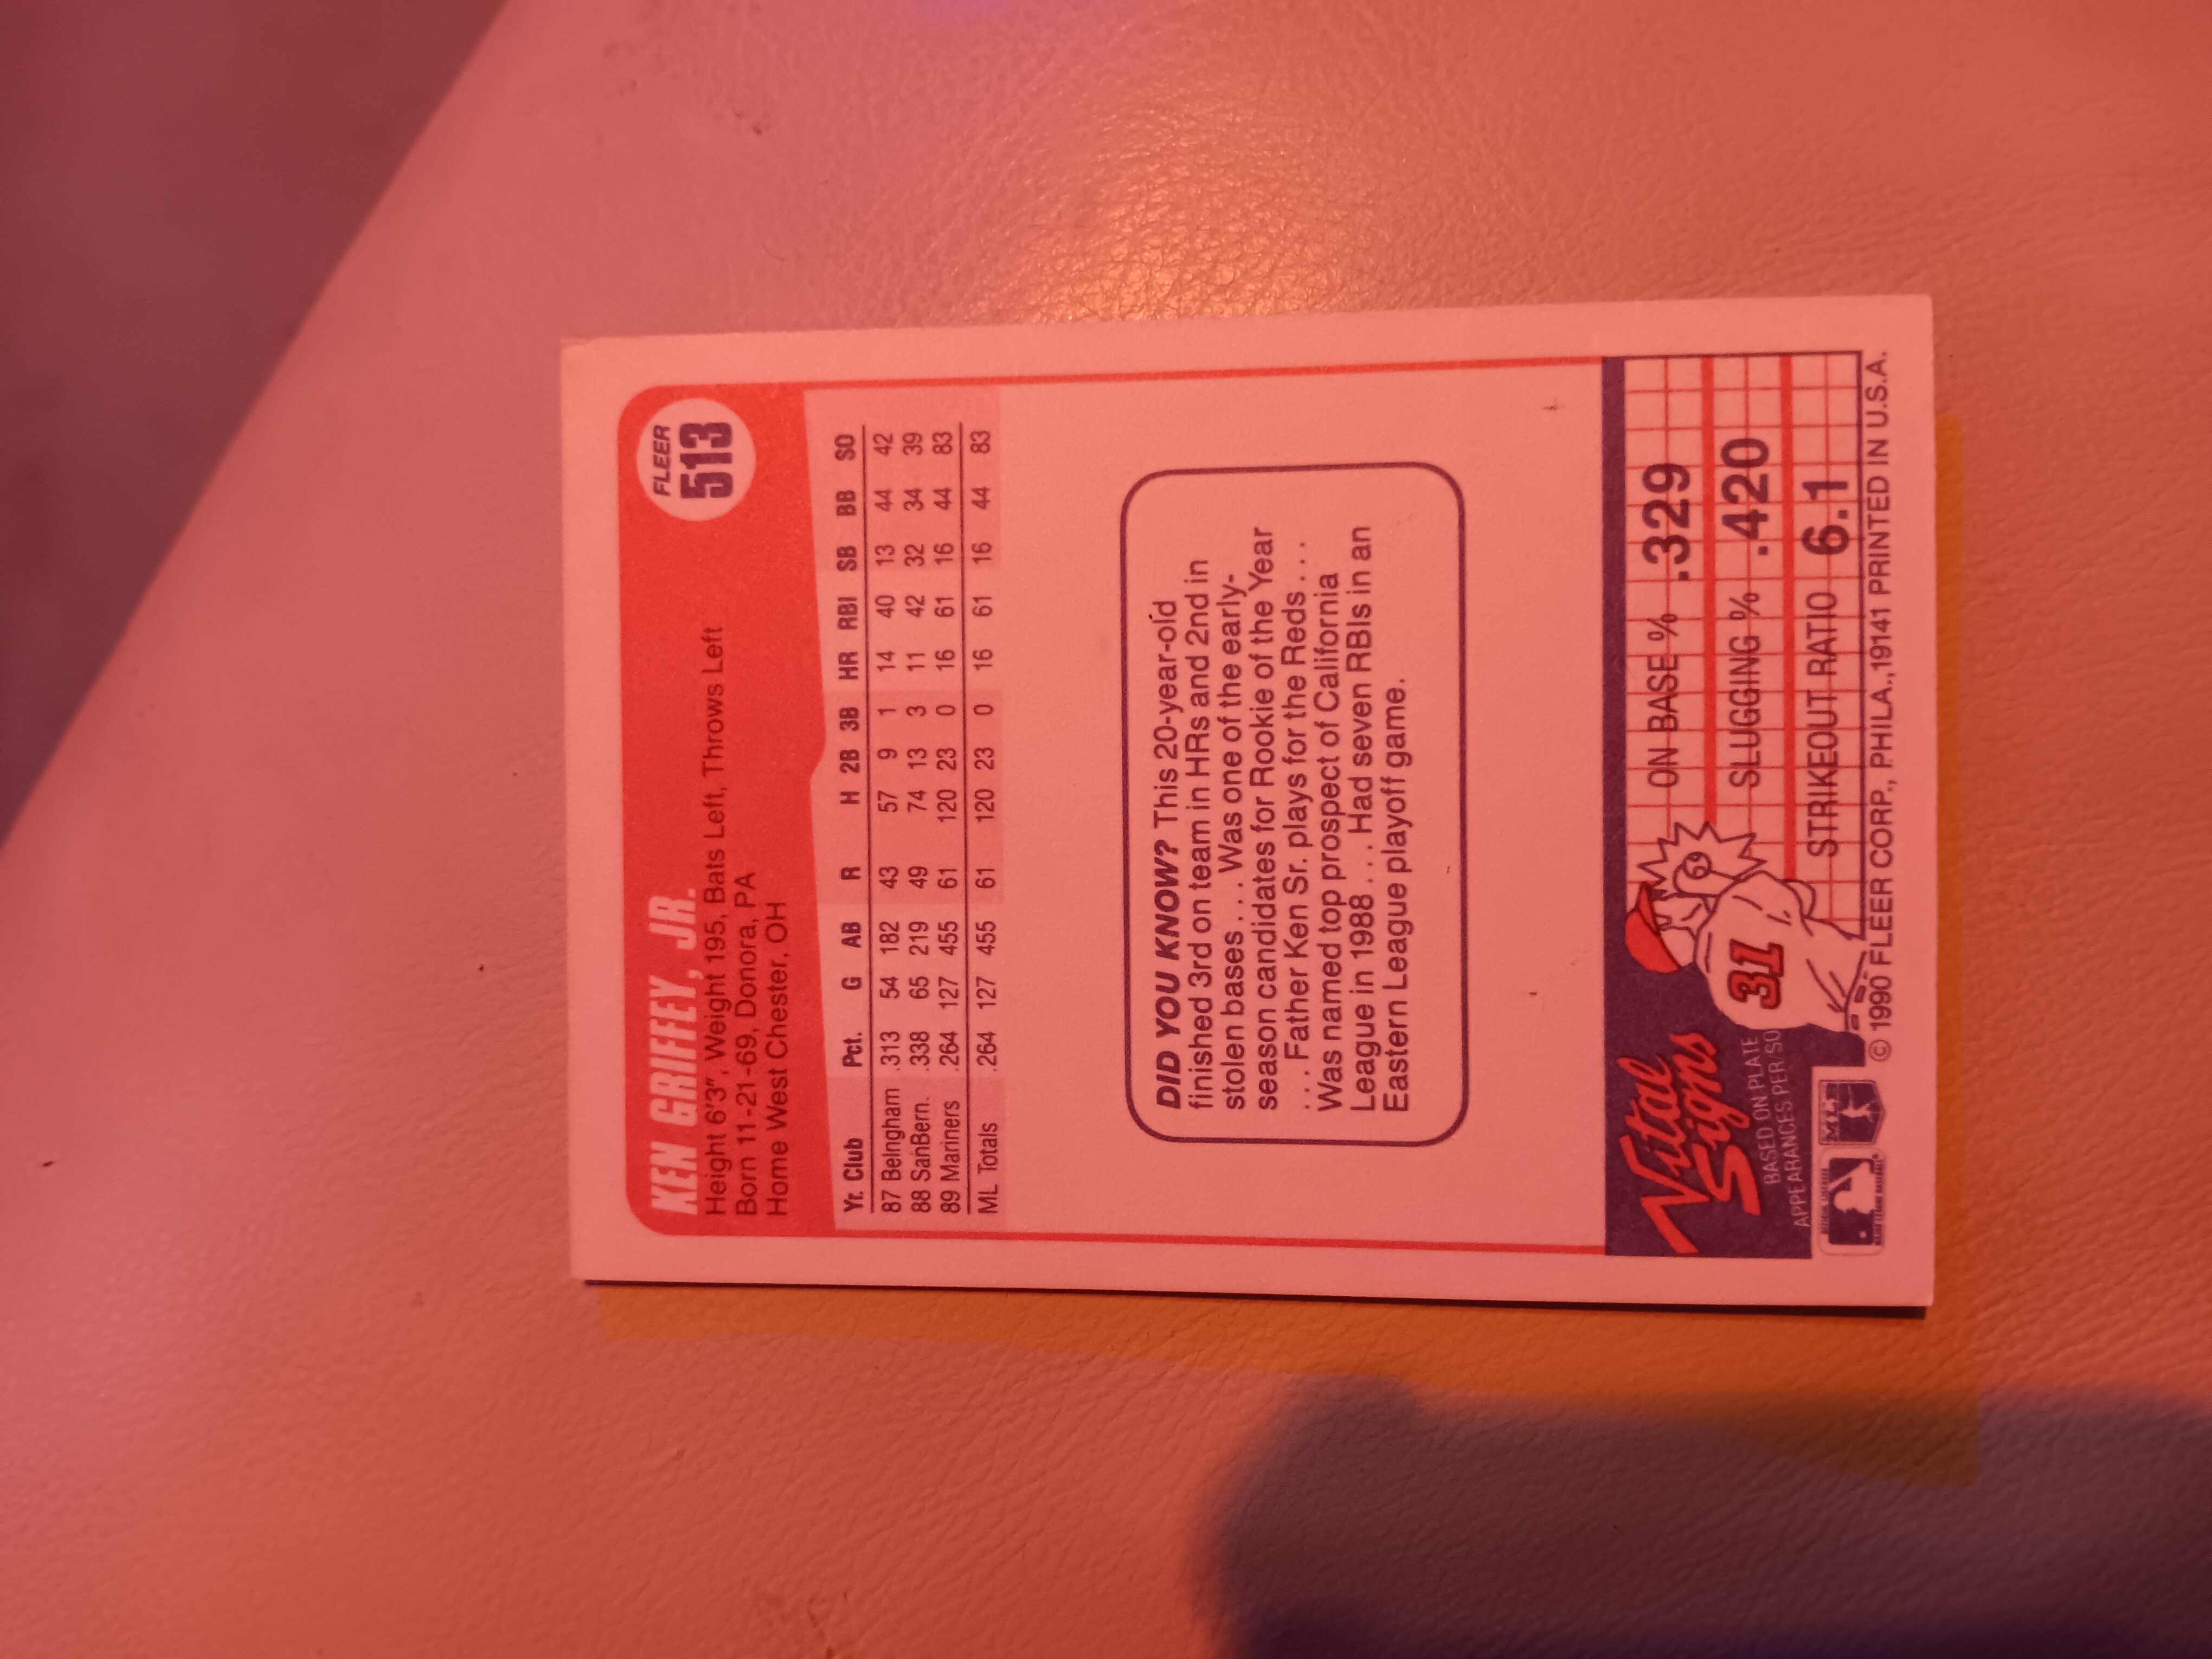 FLEER
513
KEN GRIFFEY, JR.
Height 6'3", Weight 195, Bats Left, Throws Left
Born 11-21-69, Donora, PA
Home West Chester, OH
Yr. Club Pct. G AB R H 2B 3B HR RBI SB BB SO
87 Belngham .313 54 182 43 57 9 1 14 40 13 44 42
88 SanBern. .338 65 219 49 74 13 3 11 42 32 34 39
89 Mariners .264 127 455 61 120 23 0 16 61 16 44 83
ML Totals .264 127 455 61 120 23 0 16 61 16 44 83
DID YOU KNOW? This 20-year-old
finished 3rd on team in HRs and 2nd in
stolen bases . . . Was one of the early-
season candidates for Rookie of the Year
. . . Father Ken Sr. plays for the Reds . . .
Was named top prospect of California
League in 1988 . . . Had seven RBIs in an
Eastern League playoff game.
Vital
Signs
BASED ON PLATE
APPEARANCES PER/SO
31
ON BASE % .329
SLUGGING % .420
STRIKEOUT RATIO 6.1
© 1990 FLEER CORP., PHILA., 19141 PRINTED IN U.S.A.